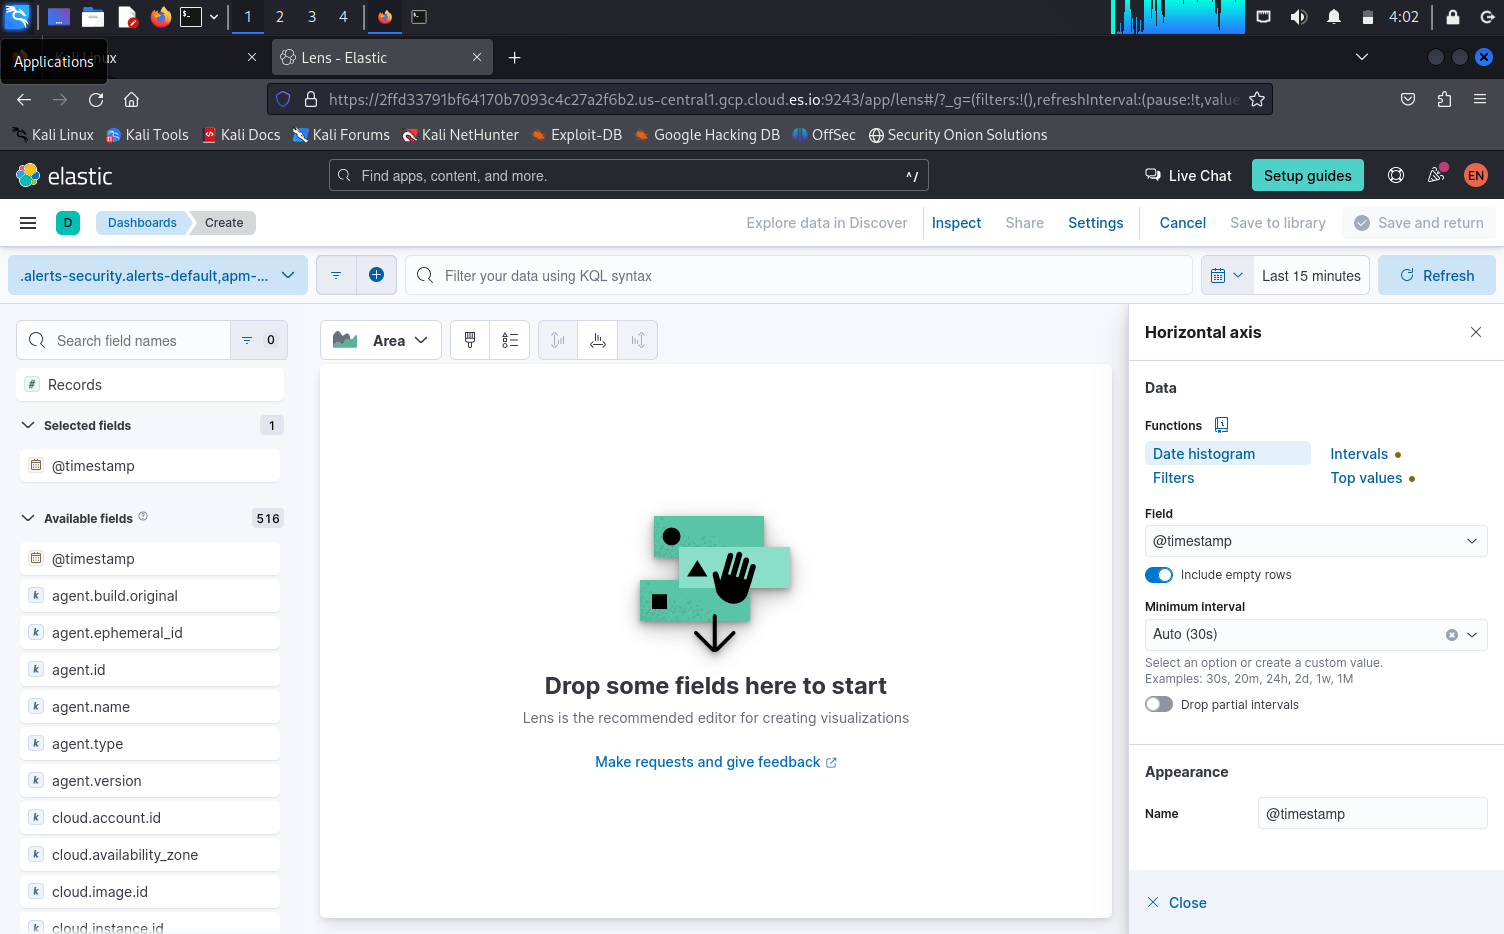 1
2
3
4
4:02
Applications
Linux
Lens - Elastic
https://2ffd33791bf64170b7093c4c27a2f6b2.us-central1.gcp.cloud.es.io:9243/app/lens#/?_g=(filters:!(),refreshInterval:(pause:!t,value
Kali Linux
Kali Tools
Kali Docs
Kali Forums
Kali NetHunter
Exploit-DB
Google Hacking DB
OffSec
Security Onion Solutions
elastic
Find apps, content, and more.
^/
Live Chat
Setup guides
EN
D
Dashboards
Create
Explore data in Discover
Inspect
Share
Settings
Cancel
Save to library
Save and return
.alerts-security.alerts-default,apm-...
Filter your data using KQL syntax
Last 15 minutes
Refresh
Search field names
0
# Records
Selected fields
1
@timestamp
Available fields
516
@timestamp
k agent.build.original
k agent.ephemeral_id
k agent.id
k agent.name
k agent.type
k agent.version
k cloud.account.id
k cloud.availability_zone
k cloud.image.id
k cloud.instance.id
Area
Drop some fields here to start
Lens is the recommended editor for creating visualizations
Make requests and give feedback
Horizontal axis
Data
Functions
Date histogram
Intervals
Filters
Top values
Field
@timestamp
Include empty rows
Minimum interval
Auto (30s)
Select an option or create a custom value.
Examples: 30s, 20m, 24h, 2d, 1w, 1M
Drop partial intervals
Appearance
Name
@timestamp
Close